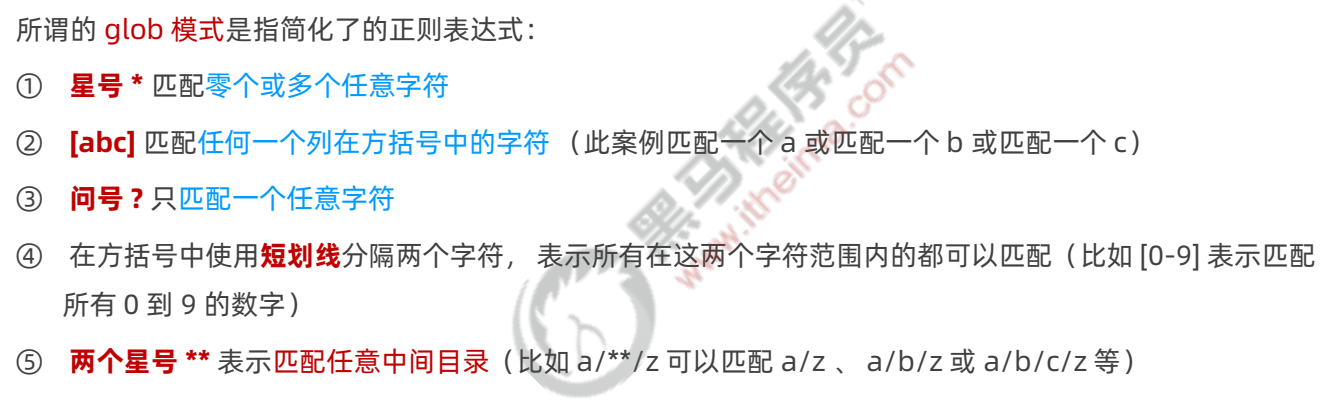 所谓的 glob 模式是指简化了的正则表达式：
① 星号 * 匹配零个或多个任意字符
② [abc] 匹配任何一个列在方括号中的字符 （此案例匹配一个 a 或匹配一个 b 或匹配一个 c）
③ 问号 ? 只匹配一个任意字符
④ 在方括号中使用短划线分隔两个字符， 表示所有在这两个字符范围内的都可以匹配（比如 [0-9] 表示匹配
所有 0 到 9 的数字）
⑤ 两个星号 ** 表示匹配任意中间目录（比如 a/**/z 可以匹配 a/z 、 a/b/z 或 a/b/c/z 等）
黑马程序员
www.itheima.com